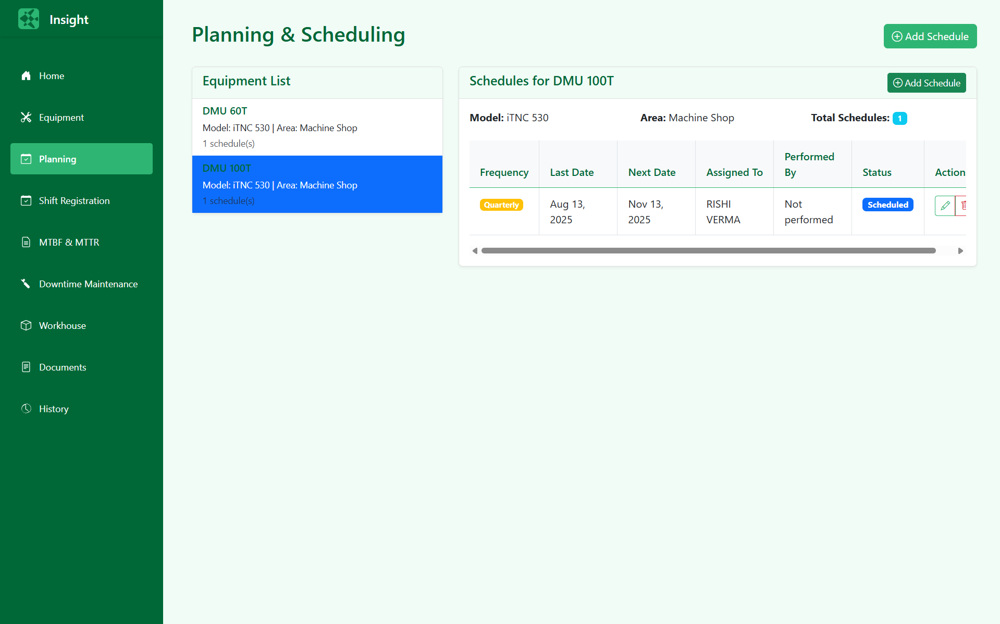 Insight
Home
Equipment
Planning
Shift Registration
MTBF & MTTR
Downtime Maintenance
Workhouse
Documents
History
Planning & Scheduling
Add Schedule
Equipment List
DMU 60T
Model: iTNC 530 | Area: Machine Shop
1 schedule(s)
DMU 100T
Model: iTNC 530 | Area: Machine Shop
1 schedule(s)
Schedules for DMU 100T
Add Schedule
Model: iTNC 530 Area: Machine Shop Total Schedules: 1
Frequency Last Date Next Date Assigned To Performed By Status Action
Quarterly Aug 13, 2025 Nov 13, 2025 RISHI VERMA Not performed Scheduled